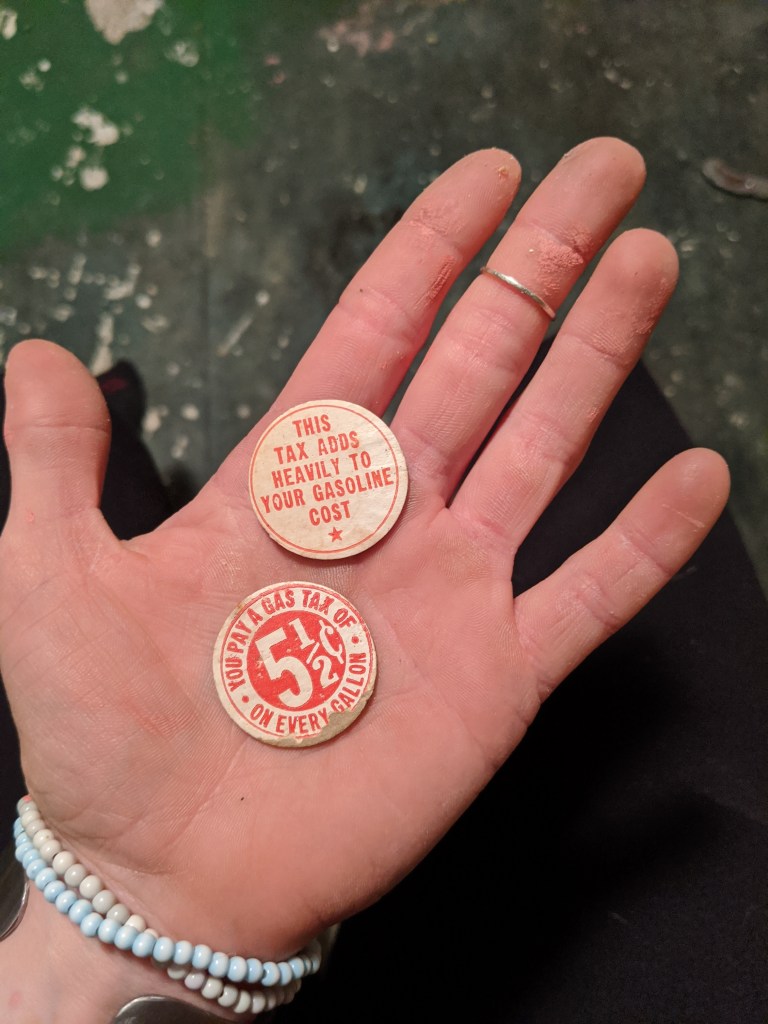 THIS
TAX ADDS
HEAVILY TO
YOUR GASOLINE
COST
YOU PAY A GAS TAX OF
5½¢
ON EVERY GALLON